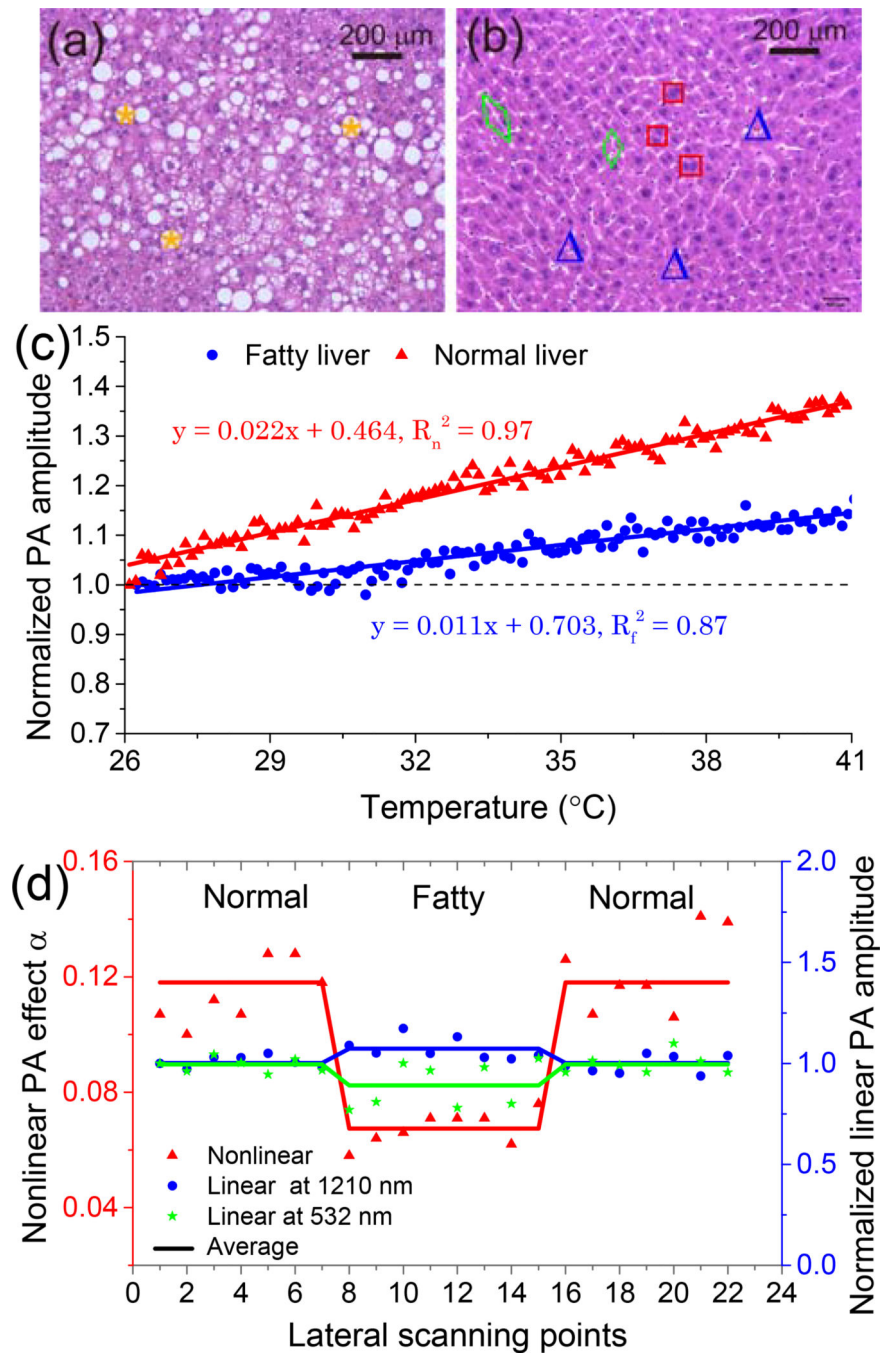 (a)
200 μm
(b)
200 μm
(c)
Normalized PA amplitude
1.5
1.4
1.3
1.2
1.1
1.0
0.9
0.8
0.7
Fatty liver
Normal liver
y = 0.022x + 0.464, Rₙ² = 0.97
y = 0.011x + 0.703, R_f² = 0.87
26 29 32 35 38 41
Temperature (°C)
(d)
Nonlinear PA effect α
0.16
0.12
0.08
0.04
Normal Fatty Normal
Nonlinear
Linear at 1210 nm
Linear at 532 nm
Average
2.0
1.5
1.0
0.5
0.0
Normalized linear PA amplitude
0 2 4 6 8 10 12 14 16 18 20 22 24
Lateral scanning points